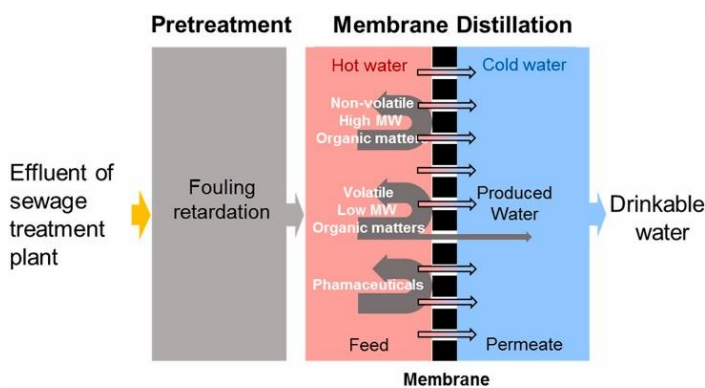 Pretreatment
Membrane Distillation
Effluent of
sewage
treatment
plant
Fouling
retardation
Hot water
Non-volatile
High MW
Organic matters
Volatile
Low MW
Organic matters
Phamaceuticals
Feed
Cold water
Produced
Water
Permeate
Drinkable
water
Membrane